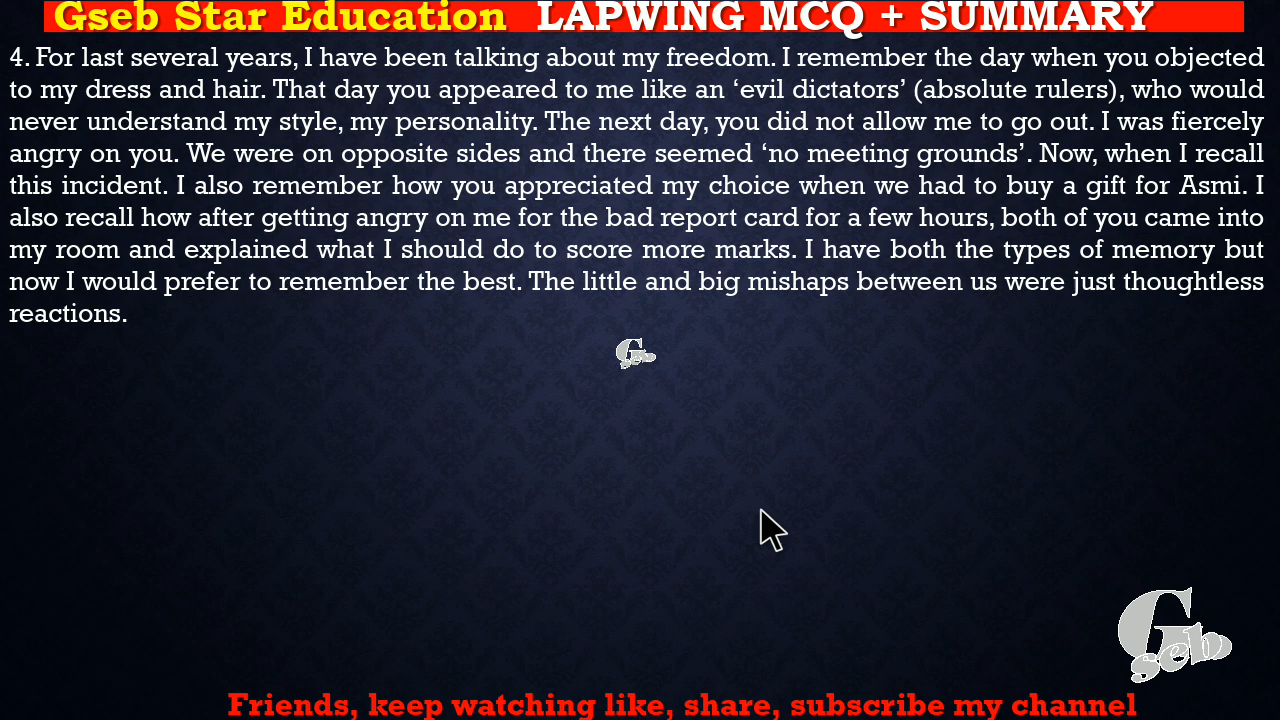 Gseb Star Education LAPWING MCQ + SUMMARY
4. For last several years, I have been talking about my freedom. I remember the day when you objected
to my dress and hair. That day you appeared to me like an ‘evil dictators’ (absolute rulers), who would
never understand my style, my personality. The next day, you did not allow me to go out. I was fiercely
angry on you. We were on opposite sides and there seemed ‘no meeting grounds’. Now, when I recall
this incident. I also remember how you appreciated my choice when we had to buy a gift for Asmi. I
also recall how after getting angry on me for the bad report card for a few hours, both of you came into
my room and explained what I should do to score more marks. I have both the types of memory but
now I would prefer to remember the best. The little and big mishaps between us were just thoughtless
reactions.
Gseb
Gseb
Friends, keep watching like, share, subscribe my channel